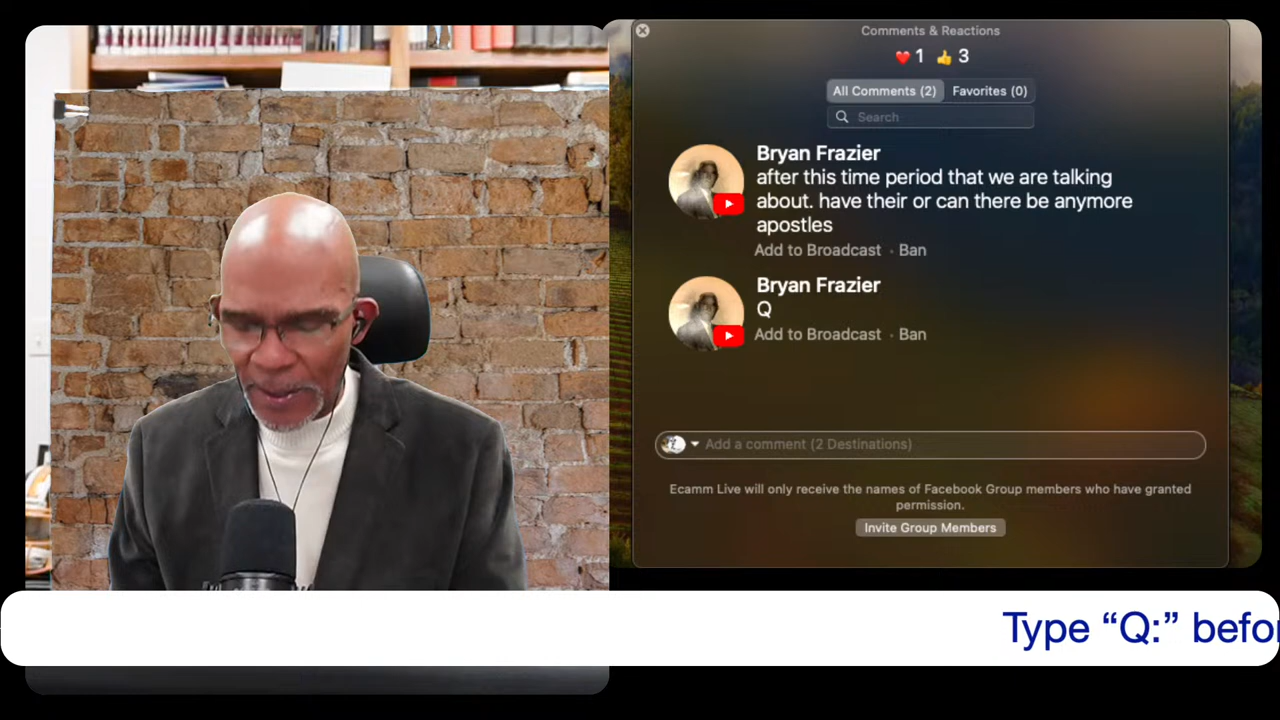 Comments & Reactions
1 3
All Comments (2) Favorites (0)
Search
Bryan Frazier
after this time period that we are talking
about. have their or can there be anymore
apostles
Add to Broadcast · Ban
Bryan Frazier
Q
Add to Broadcast · Ban
Add a comment (2 Destinations)
Ecamm Live will only receive the names of Facebook Group members who have granted
permission.
Invite Group Members
Type “Q:”